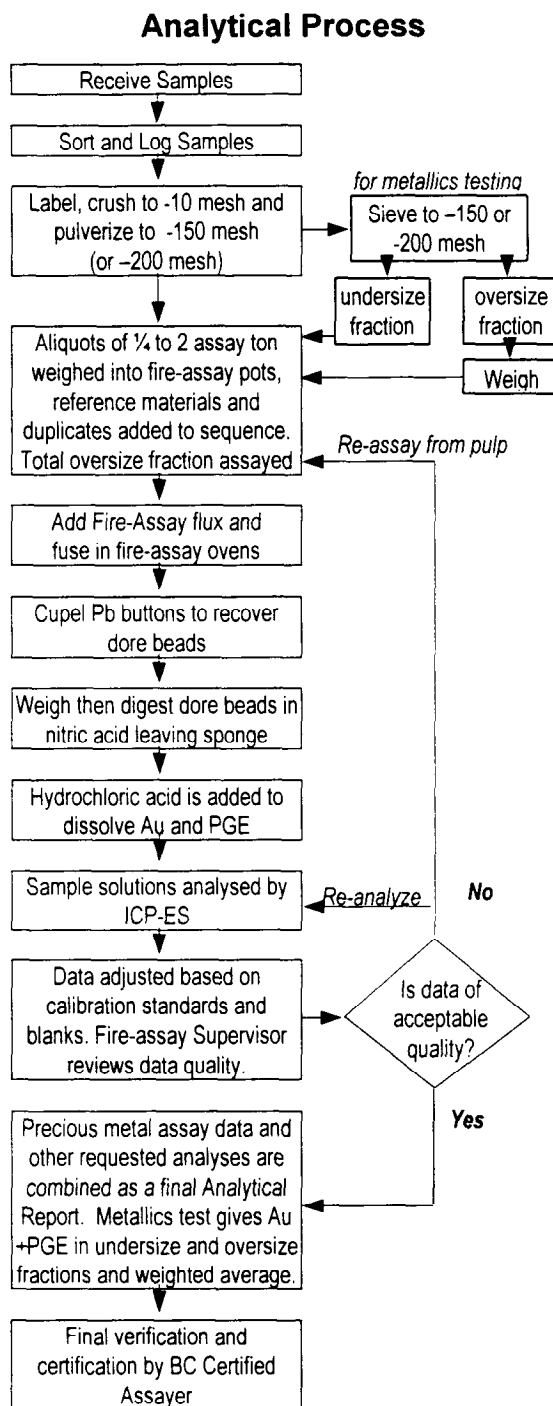 Analytical Process
Receive Samples
Sort and Log Samples
Label, crush to -10 mesh and
pulverize to -150 mesh
(or –200 mesh)
for metallics testing
Sieve to –150 or
-200 mesh
undersize
fraction
oversize
fraction
Weigh
Aliquots of ¼ to 2 assay ton
weighed into fire-assay pots,
reference materials and
duplicates added to sequence.
Total oversize fraction assayed
Re-assay from pulp
Add Fire-Assay flux and
fuse in fire-assay ovens
Cupel Pb buttons to recover
dore beads
Weigh then digest dore beads in
nitric acid leaving sponge
Hydrochloric acid is added to
dissolve Au and PGE
Sample solutions analysed by
ICP-ES
Re-analyze
No
Data adjusted based on
calibration standards and
blanks. Fire-assay Supervisor
reviews data quality.
Is data of
acceptable
quality?
Yes
Precious metal assay data and
other requested analyses are
combined as a final Analytical
Report. Metallics test gives Au
+PGE in undersize and oversize
fractions and weighted average.
Final verification and
certification by BC Certified
Assayer